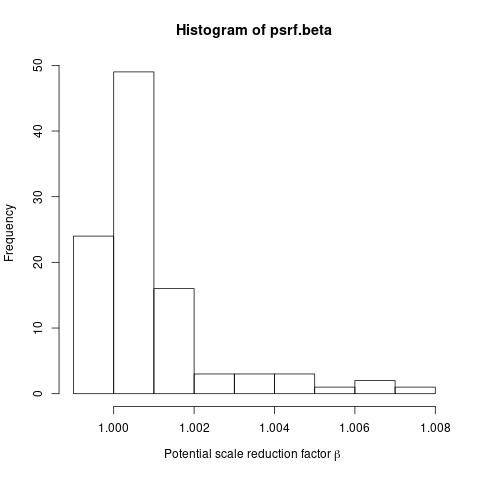 Histogram of psrf.beta
Frequency
50
40
30
20
10
0
1.000 1.002 1.004 1.006 1.008
Potential scale reduction factor β